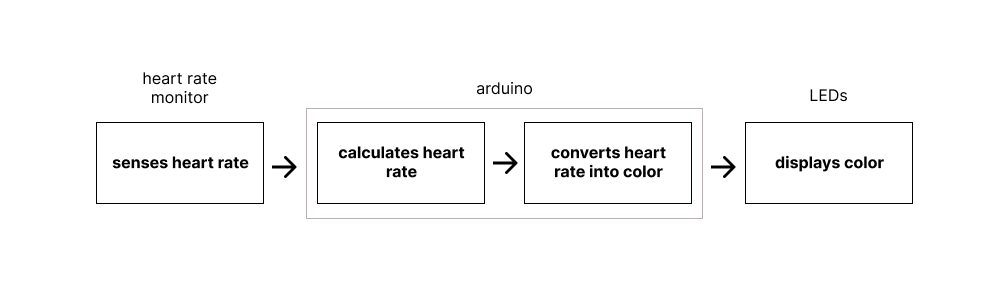 heart rate
monitor
arduino
LEDs
senses heart rate
calculates heart
rate
converts heart
rate into color
displays color